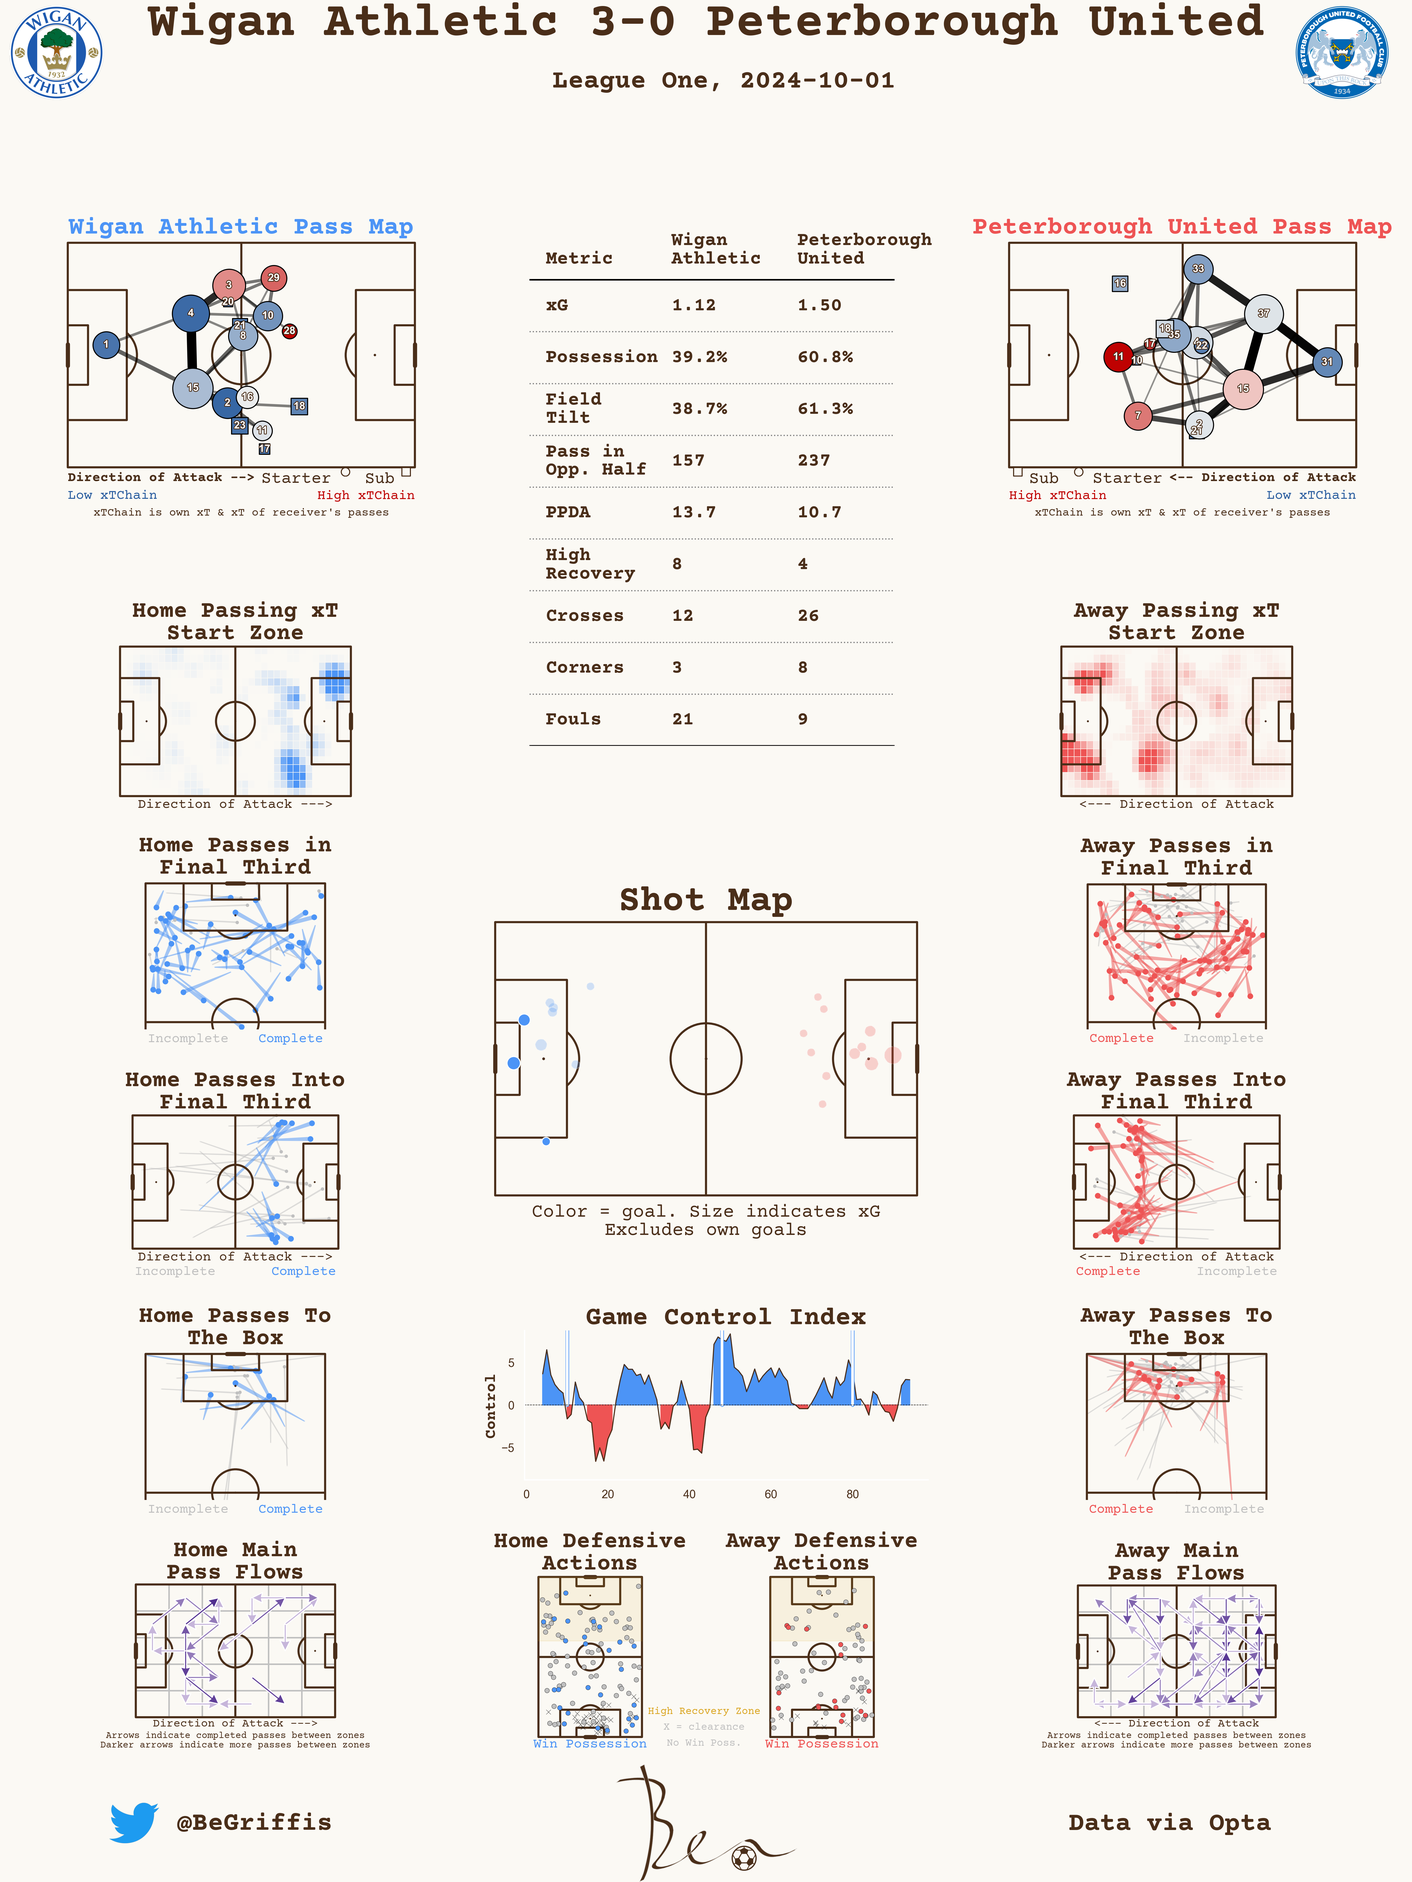 Wigan Athletic 3-0 Peterborough United
League One, 2024-10-01
WIGAN
1932
ATHLETIC
PETERBOROUGH UNITED FOOTBALL CLUB
1934
Wigan Athletic Pass Map
3
29
20
4
10
21
8
28
1
15
2
16
18
23
11
17
Direction of Attack --> Starter Sub
Low xTChain High xTChain
xTChain is own xT & xT of receiver's passes
Metric Wigan Athletic Peterborough United
xG 1.12 1.50
Possession 39.2% 60.8%
Field Tilt 38.7% 61.3%
Pass in Opp. Half 157 237
PPDA 13.7 10.7
High Recovery 8 4
Crosses 12 26
Corners 3 8
Fouls 21 9
Peterborough United Pass Map
33
16
37
18
35
17
4
22
11
10
31
15
7
2
21
Sub Starter <-- Direction of Attack
High xTChain Low xTChain
xTChain is own xT & xT of receiver's passes
Home Passing xT
Start Zone
Direction of Attack --->
Away Passing xT
Start Zone
<--- Direction of Attack
Home Passes in
Final Third
Incomplete Complete
Shot Map
Color = goal. Size indicates xG
Excludes own goals
Away Passes in
Final Third
Complete Incomplete
Home Passes Into
Final Third
Direction of Attack --->
Incomplete Complete
Away Passes Into
Final Third
<--- Direction of Attack
Complete Incomplete
Home Passes To
The Box
Incomplete Complete
Game Control Index
Control
5
0
−5
0 20 40 60 80
Away Passes To
The Box
Complete Incomplete
Home Main
Pass Flows
Direction of Attack --->
Arrows indicate completed passes between zones
Darker arrows indicate more passes between zones
Home Defensive
Actions
Win Possession
High Recovery Zone
X = clearance
No Win Poss.
Away Defensive
Actions
Win Possession
Away Main
Pass Flows
<--- Direction of Attack
Arrows indicate completed passes between zones
Darker arrows indicate more passes between zones
@BeGriffis
Ben
Data via Opta